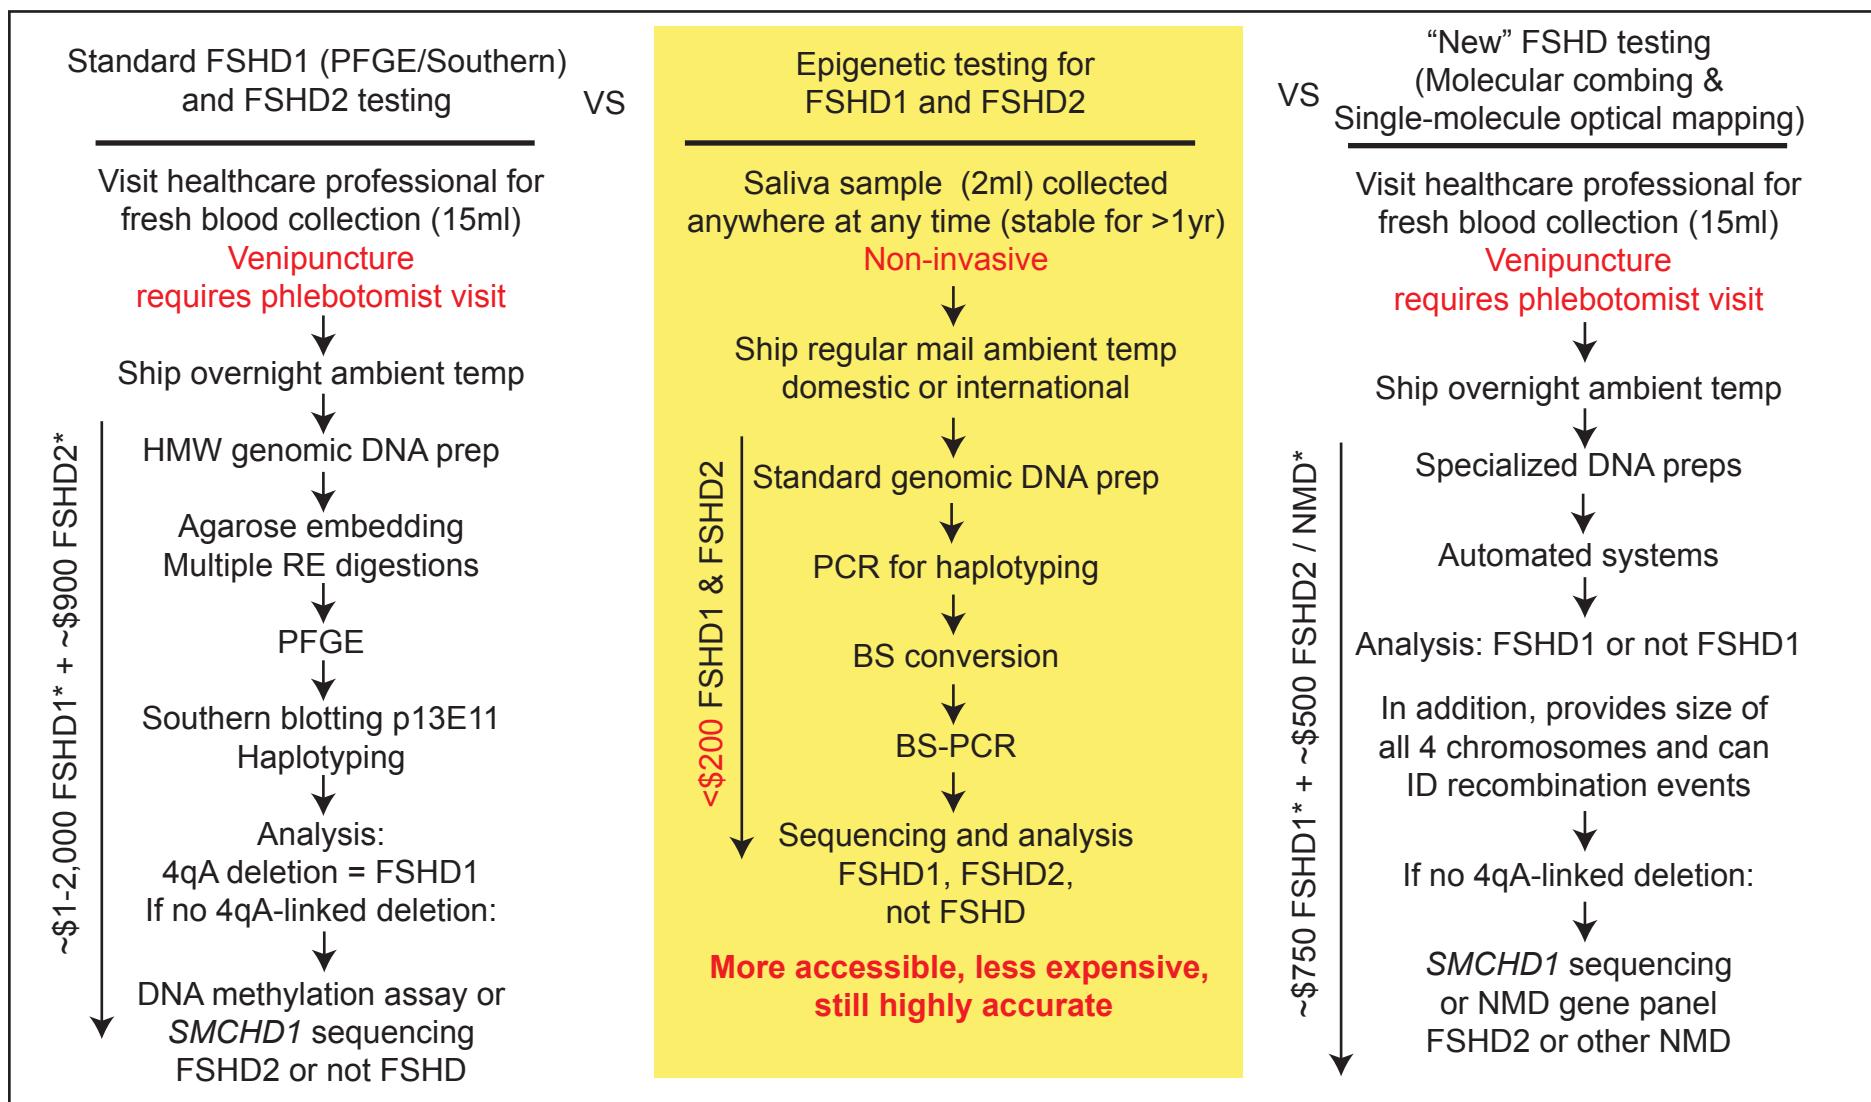 Standard FSHD1 (PFGE/Southern)
and FSHD2 testing
Visit healthcare professional for
fresh blood collection (15ml)
Venipuncture
requires phlebotomist visit
Ship overnight ambient temp
HMW genomic DNA prep
Agarose embedding
Multiple RE digestions
PFGE
Southern blotting p13E11
Haplotyping
Analysis:
4qA deletion = FSHD1
If no 4qA-linked deletion:
DNA methylation assay or
SMCHD1 sequencing
FSHD2 or not FSHD
~$1-2,000 FSHD1* + ~$900 FSHD2*
VS
Epigenetic testing for
FSHD1 and FSHD2
Saliva sample (2ml) collected
anywhere at any time (stable for >1yr)
Non-invasive
Ship regular mail ambient temp
domestic or international
Standard genomic DNA prep
PCR for haplotyping
BS conversion
BS-PCR
Sequencing and analysis
FSHD1, FSHD2,
not FSHD
More accessible, less expensive,
still highly accurate
<$200 FSHD1 & FSHD2
VS
“New” FSHD testing
(Molecular combing &
Single-molecule optical mapping)
Visit healthcare professional for
fresh blood collection (15ml)
Venipuncture
requires phlebotomist visit
Ship overnight ambient temp
Specialized DNA preps
Automated systems
Analysis: FSHD1 or not FSHD1
In addition, provides size of
all 4 chromosomes and can
ID recombination events
If no 4qA-linked deletion:
SMCHD1 sequencing
or NMD gene panel
FSHD2 or other NMD
~$750 FSHD1* + ~$500 FSHD2 / NMD*